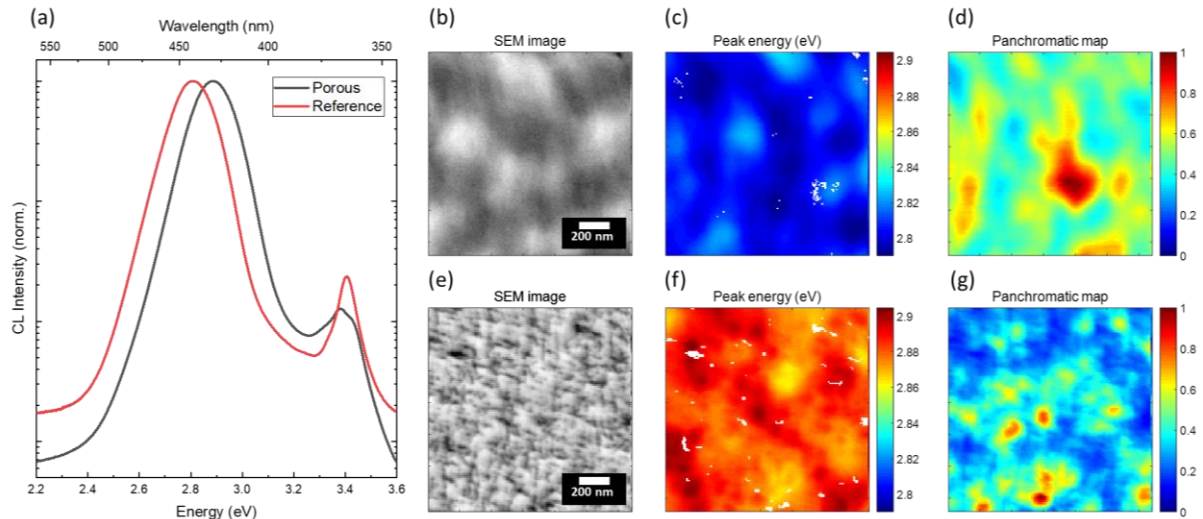 (a)
Wavelength (nm)
550 500 450 400 350
Porous
Reference
CL Intensity (norm.)
2.2 2.4 2.6 2.8 3.0 3.2 3.4 3.6
Energy (eV)
(b)
SEM image
200 nm
(c)
Peak energy (eV)
2.9
2.88
2.86
2.84
2.82
2.8
(d)
Panchromatic map
1
0.8
0.6
0.4
0.2
0
(e)
SEM image
200 nm
(f)
Peak energy (eV)
2.9
2.88
2.86
2.84
2.82
2.8
(g)
Panchromatic map
1
0.8
0.6
0.4
0.2
0